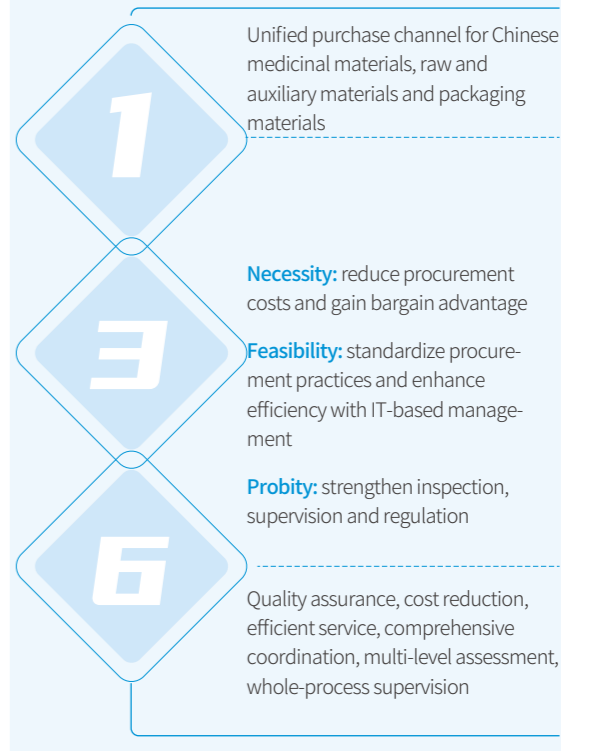 1
Unified purchase channel for Chinese
medicinal materials, raw and
auxiliary materials and packaging
materials
3
Necessity: reduce procurement
costs and gain bargain advantage
Feasibility: standardize procure-
ment practices and enhance
efficiency with IT-based manage-
ment
Probity: strengthen inspection,
supervision and regulation
6
Quality assurance, cost reduction,
efficient service, comprehensive
coordination, multi-level assessment,
whole-process supervision